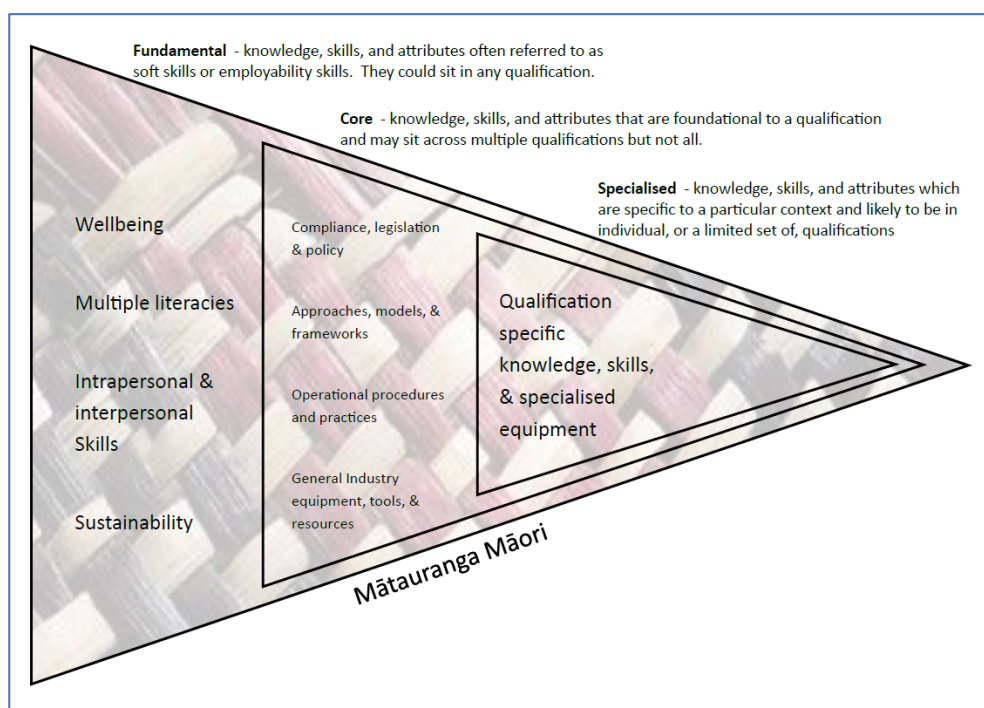 Fundamental - knowledge, skills, and attributes often referred to as
soft skills or employability skills. They could sit in any qualification.
Core - knowledge, skills, and attributes that are foundational to a qualification
and may sit across multiple qualifications but not all.
Specialised - knowledge, skills, and attributes which
are specific to a particular context and likely to be in
individual, or a limited set of, qualifications
Wellbeing
Multiple literacies
Intrapersonal &
interpersonal
Skills
Sustainability
Compliance, legislation
& policy
Approaches, models, &
frameworks
Operational procedures
and practices
General Industry
equipment, tools, &
resources
Qualification
specific
knowledge, skills,
& specialised
equipment
Mātauranga Māori